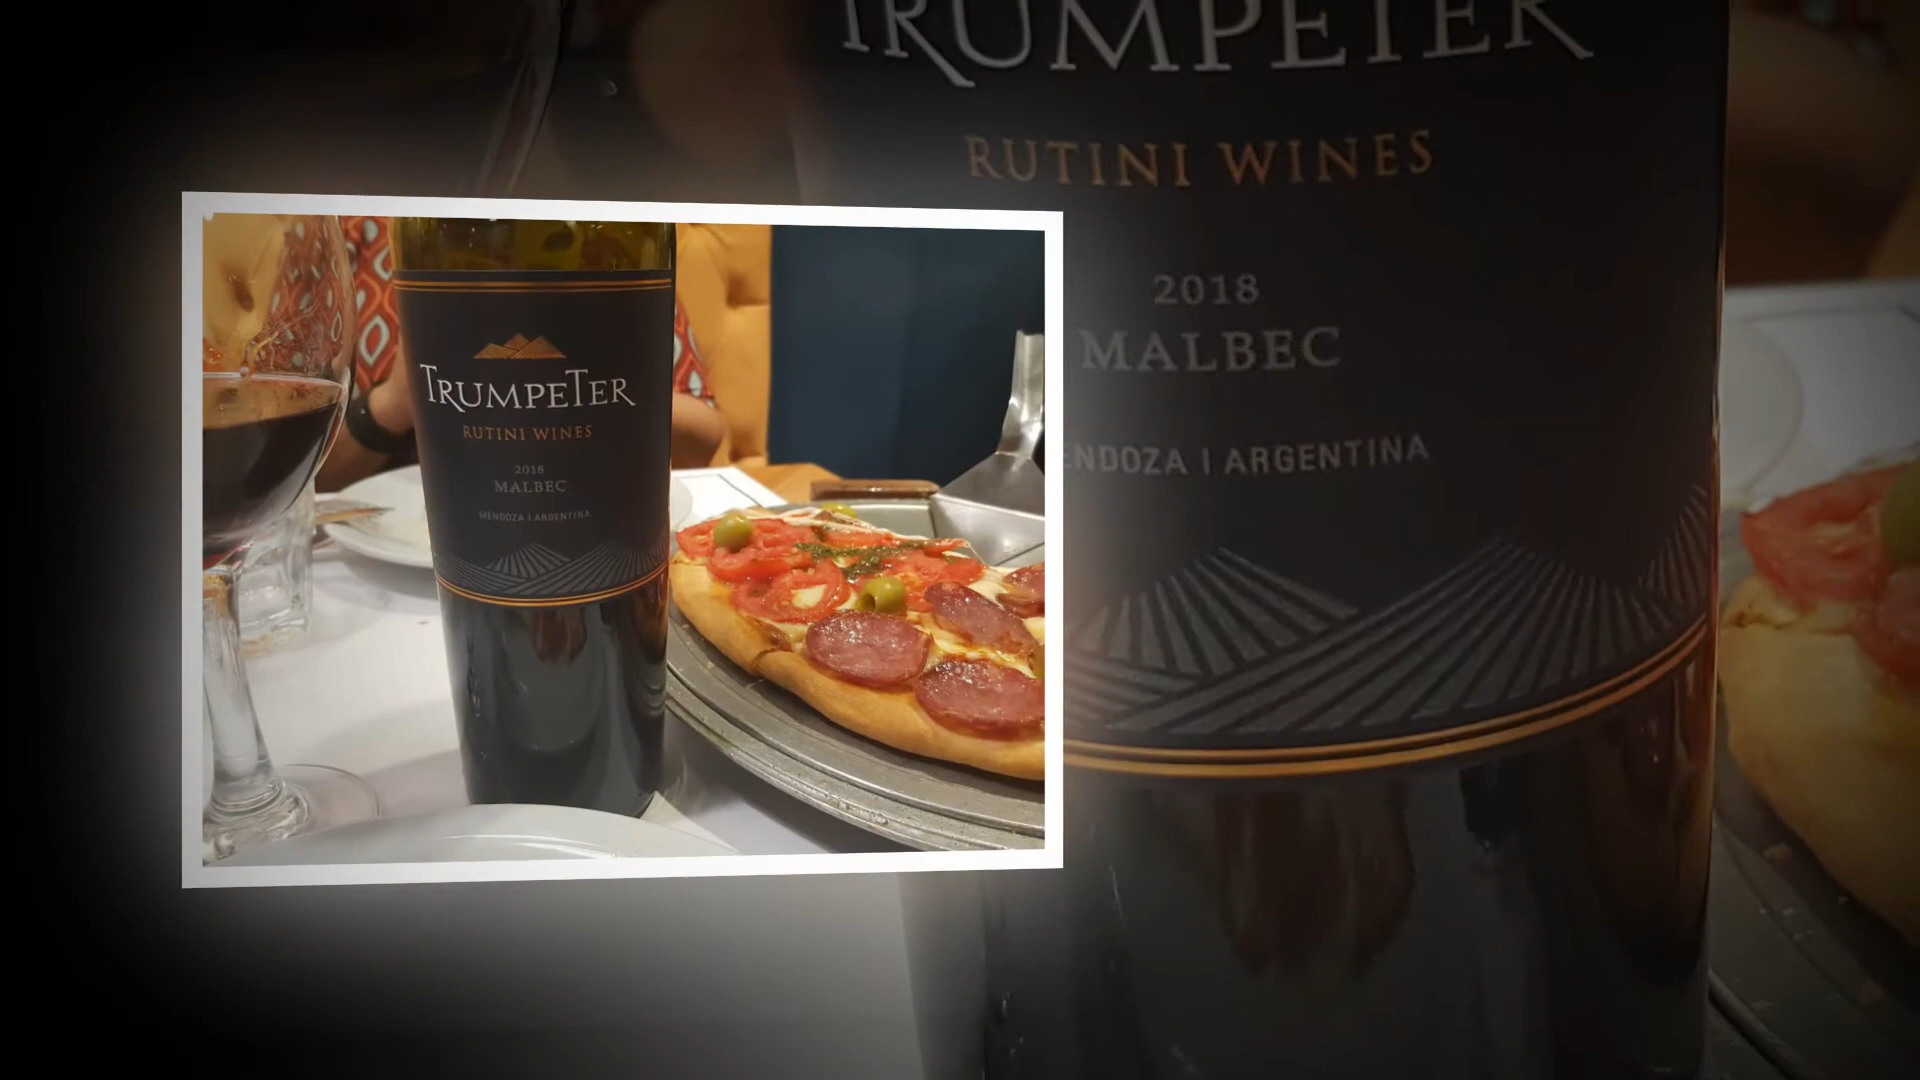 TRUMPETER
RUTINI WINES
2018
MALBEC
MENDOZA | ARGENTINA
TRUMPETER
RUTINI WINES
2018
MALBEC
ENDOZA | ARGENTINA